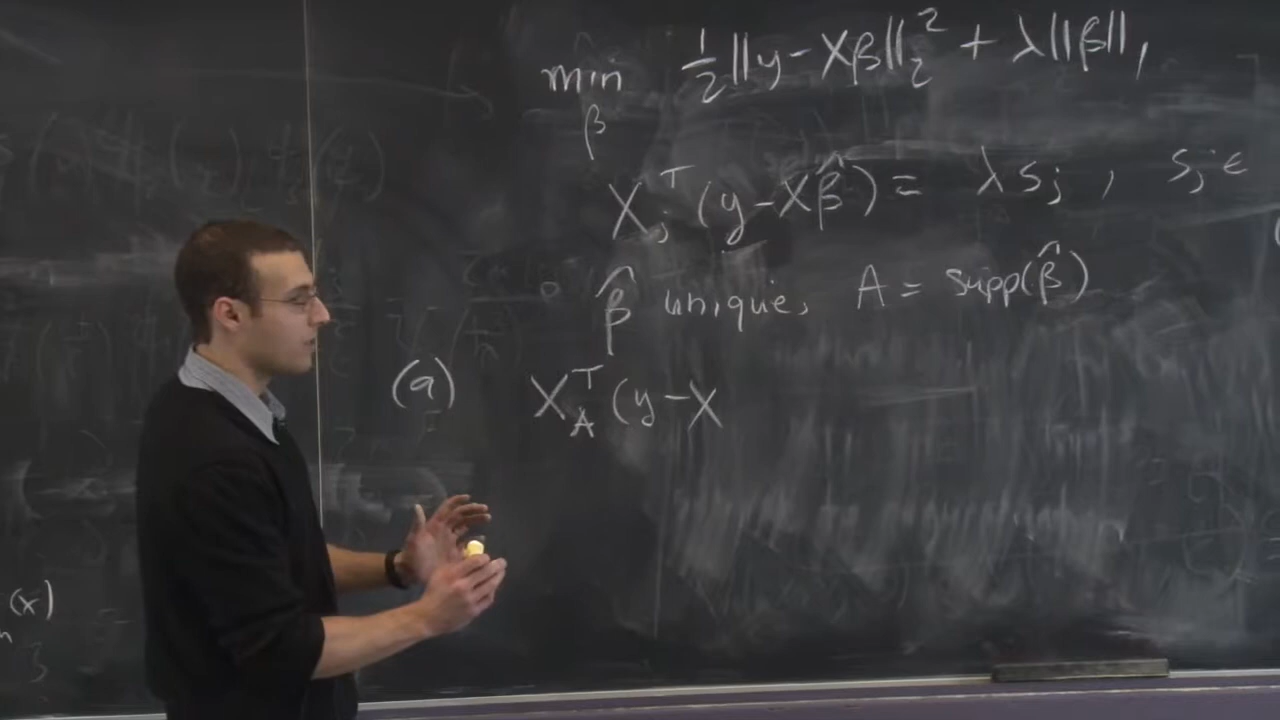 min 1/2 ||y - Xβ||₂² + λ||β||₁
β
Xⱼᵀ (y - Xβ̂) = λsⱼ , sⱼ ∈
β̂ unique, A = supp(β̂)
(a) X_Aᵀ (y - X
(x)